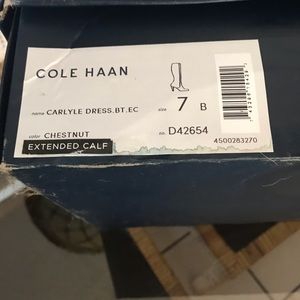 COLE HAAN
name CARLYLE DRESS.BT.EC size 7 B
color CHESTNUT no. D42654
EXTENDED CALF 4500283270